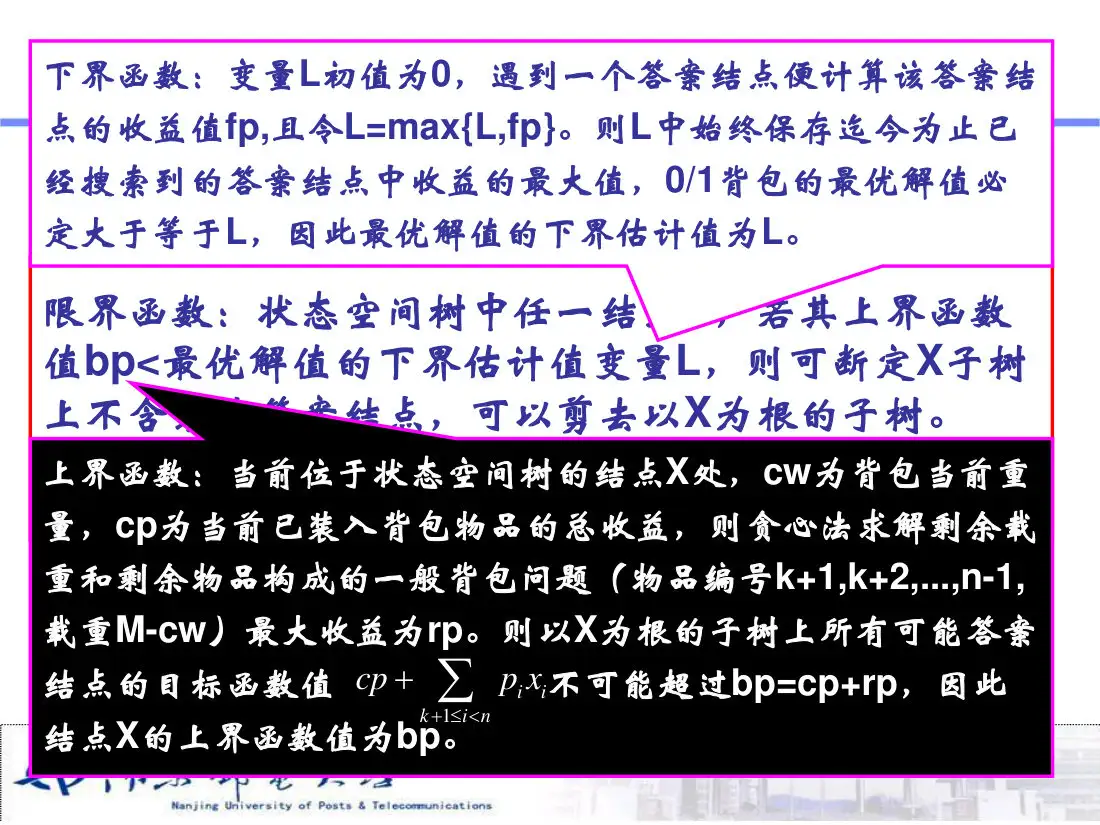 下界函数：变量L初值为0，遇到一个答案结点便计算该答案结
点的收益值fp,且令L=max{L,fp}。则L中始终保存迄今为止已
经搜索到的答案结点中收益的最大值，0/1背包的最优解值必
定大于等于L，因此最优解值的下界估计值为L。
限界函数：状态空间树中任一结，若其上界函数
值bp<最优解值的下界估计值变量L，则可断定X子树
上不含答案结点，可以剪去以X为根的子树。
上界函数：当前位于状态空间树的结点X处，cw为背包当前重
量，cp为当前已装入背包物品的总收益，则贪心法求解剩余载
重和剩余物品构成的一般背包问题（物品编号k+1,k+2,...,n-1,
载重M-cw）最大收益为rp。则以X为根的子树上所有可能答案
结点的目标函数值 cp+ ∑ k+1≤i<n p_i x_i 不可能超过bp=cp+rp，因此
结点X的上界函数值为bp。
Nanjing University of Posts & Telecommunications